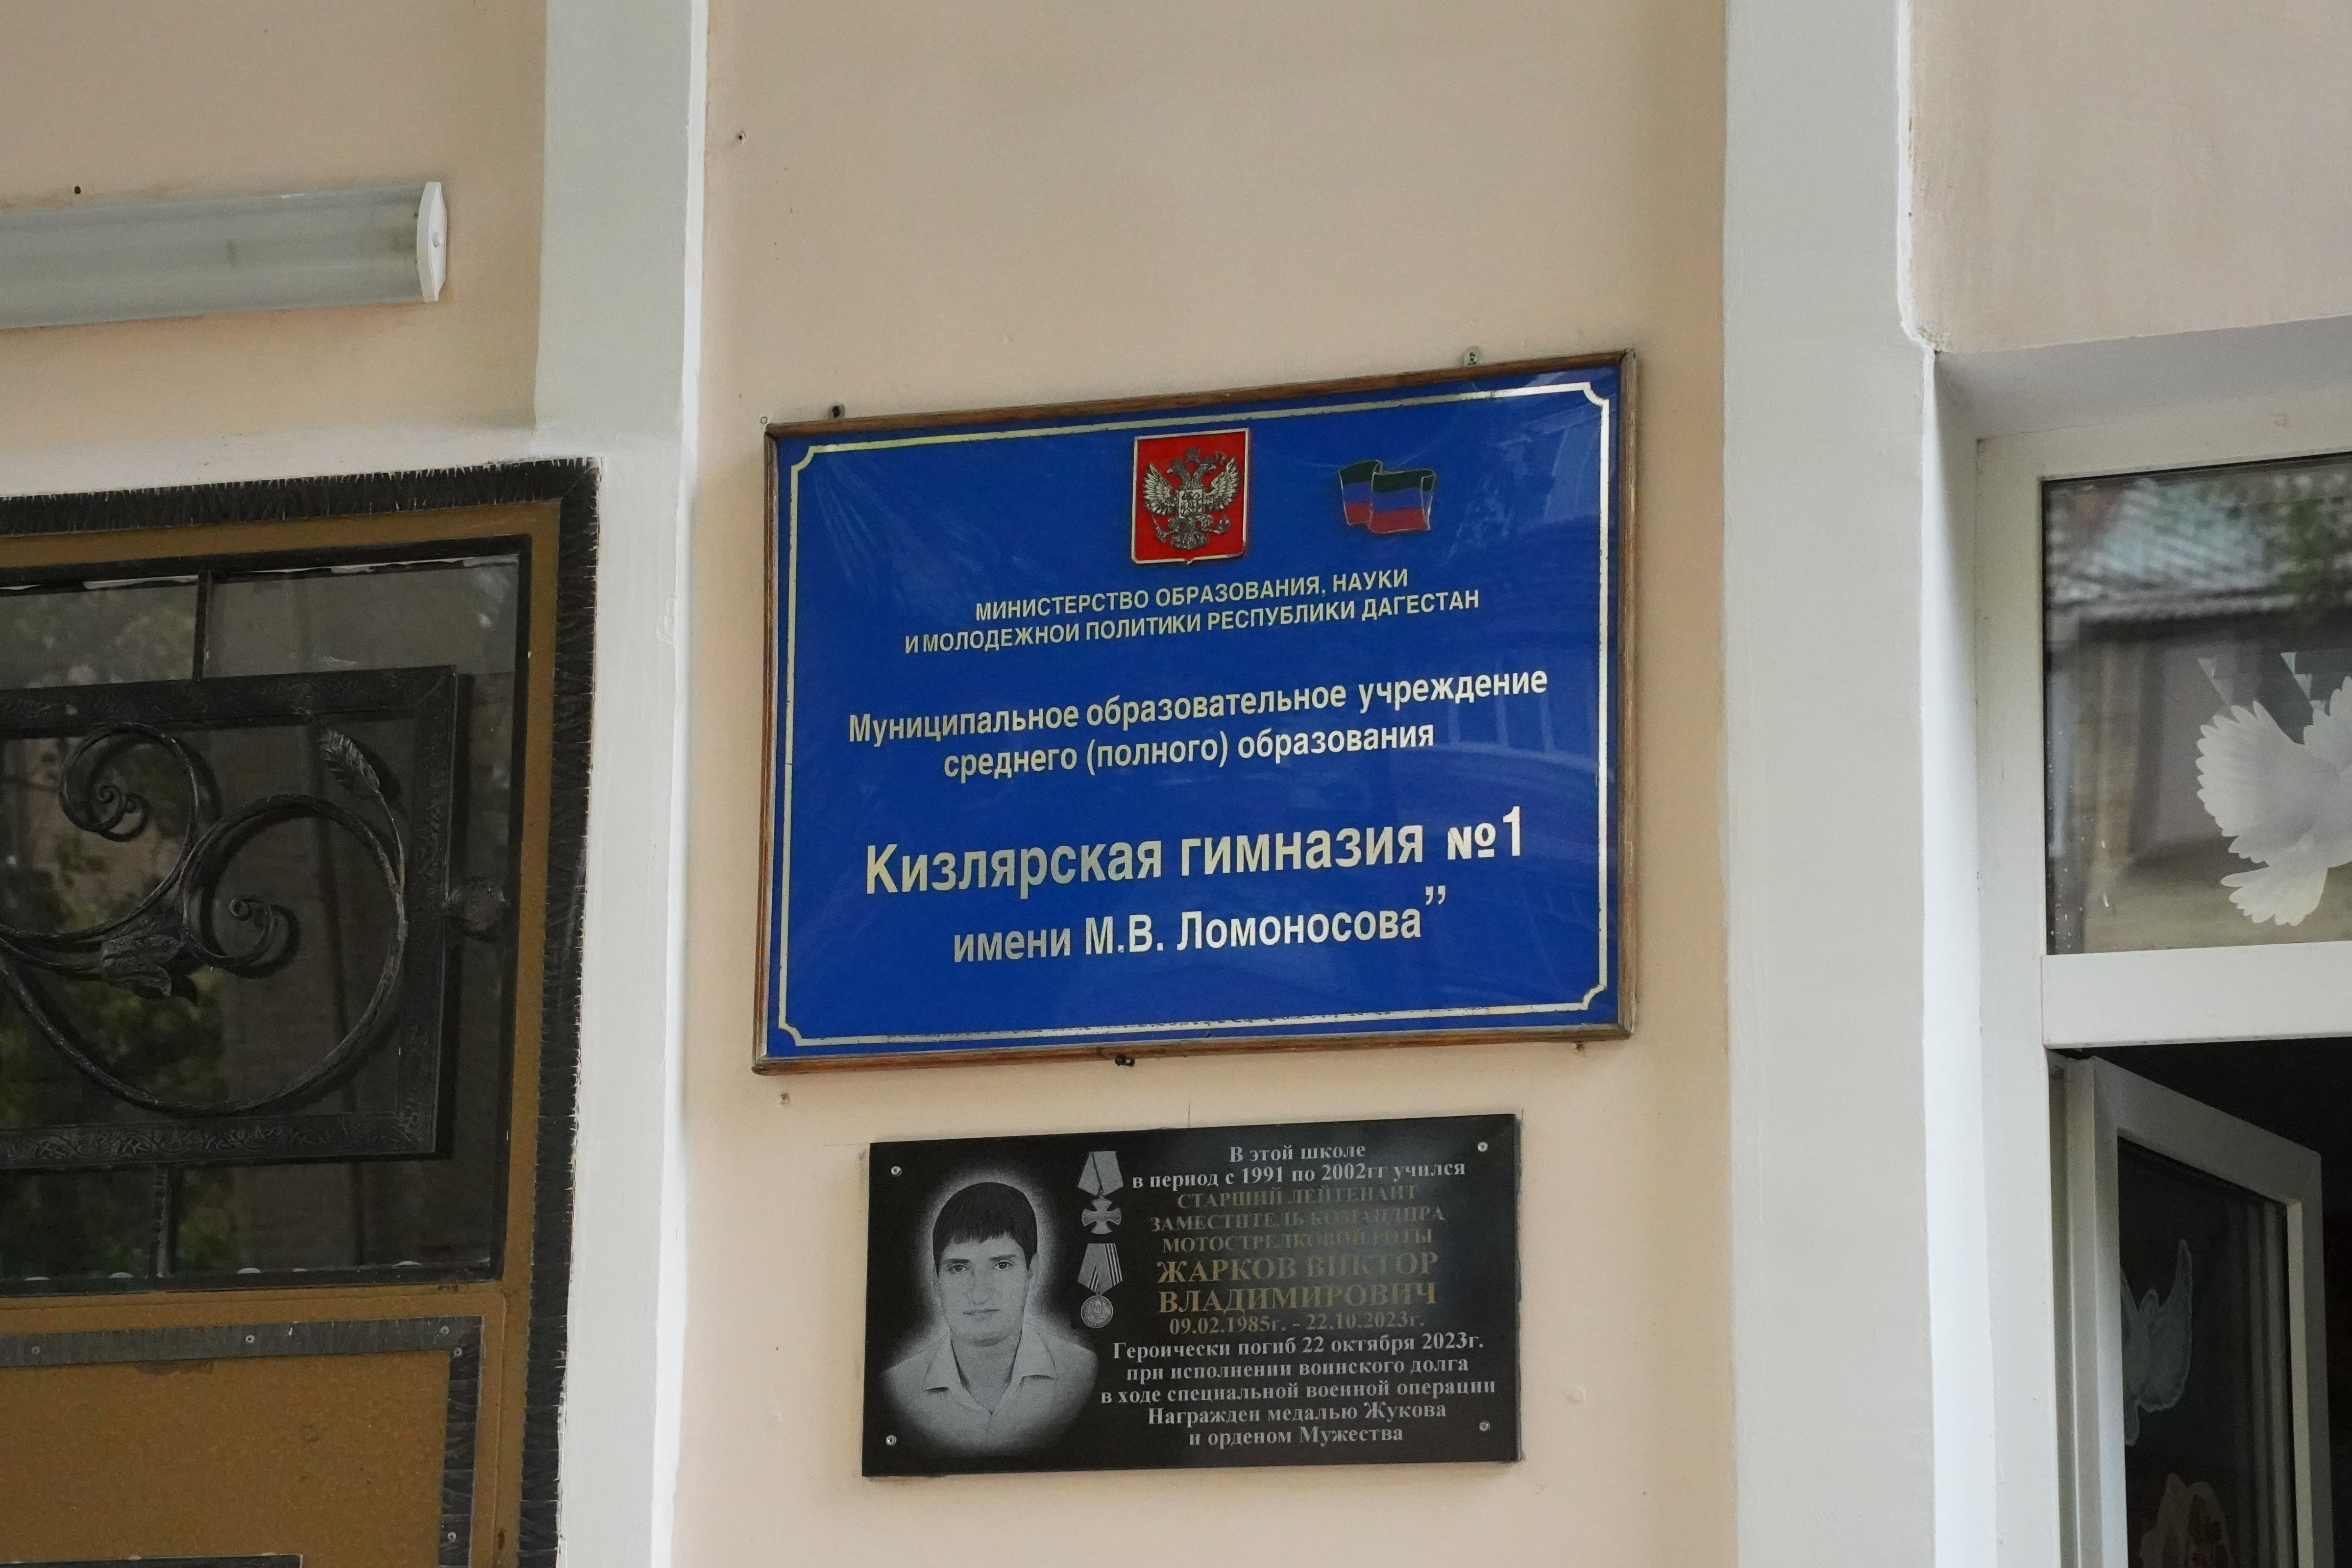 МИНИСТЕРСТВО ОБРАЗОВАНИЯ, НАУКИ
И МОЛОДЕЖНОИ ПОЛИТИКИ РЕСПУБЛИКИ ДАГЕСТАН
Муниципальное образовательное учреждение
среднего (полного) образования
Кизлярская гимназия №1
имени М.В. Ломоносова”
В этой школе
в период с 1991 по 2002гг учился
СТАРШИЙ ЛЕЙТЕНАНТ
ЗАМЕСТИТЕЛЬ КОМАНДИРА
МОТОСТРЕЛКОВОЙ РОТЫ
ЖАРКОВ ВИКТОР
ВЛАДИМИРОВИЧ
09.02.1985г. - 22.10.2023г.
Героически погиб 22 октября 2023г.
при исполнении воинского долга
в ходе специальной военной операции
Награжден медалью Жукова
и орденом Мужества